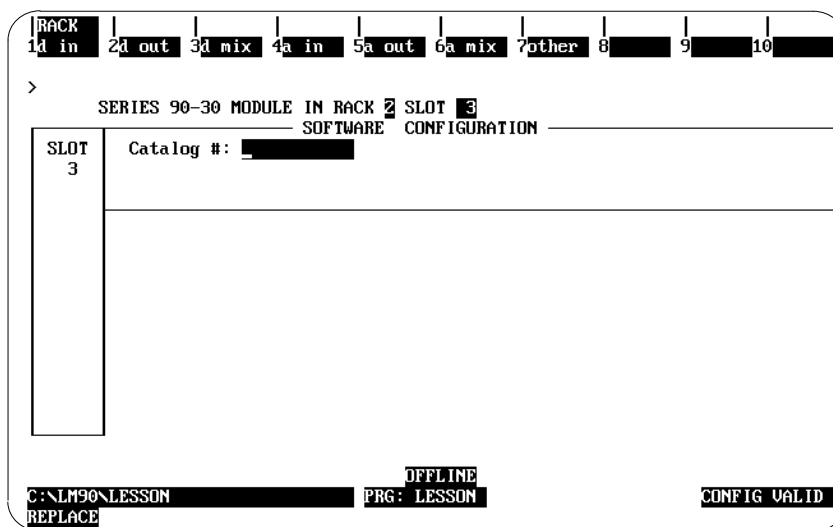 RACK
1d in 2d out 3d mix 4a in 5a out 6a mix 7other 8 9 10
>
SERIES 90-30 MODULE IN RACK 2 SLOT 3
SOFTWARE CONFIGURATION
SLOT Catalog #:
3
OFFLINE
C:\LM90\LESSON PRG: LESSON CONFIG VALID
REPLACE